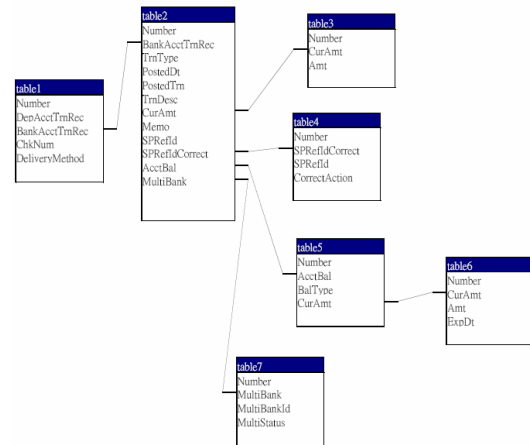 table1
Number
DepAcctTrnRec
BankAcctTrnRec
ChkNum
DeliveryMethod
table2
Number
BankAcctTrnRec
TrnType
PostedDt
PostedTrn
TrnDesc
CurAmt
Memo
SPRefId
SPRefIdCorrect
AcctBal
MultiBank
table3
Number
CurAmt
Amt
table4
Number
SPRefIdCorrect
SPRefId
CorrectAction
table5
Number
AcctBal
BalType
CurAmt
table6
Number
CurAmt
Amt
ExpDt
table7
Number
MultiBank
MultiBankId
MultiStatus